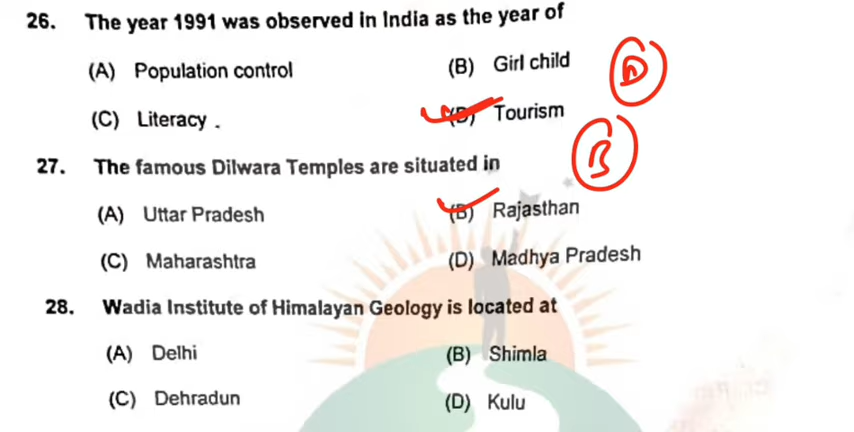 26. The year 1991 was observed in India as the year of
(A) Population control (B) Girl child
(C) Literacy . (D) Tourism
D
27. The famous Dilwara Temples are situated in
B
(A) Uttar Pradesh (B) Rajasthan
(C) Maharashtra (D) Madhya Pradesh
28. Wadia Institute of Himalayan Geology is located at
(A) Delhi (B) Shimla
(C) Dehradun (D) Kulu